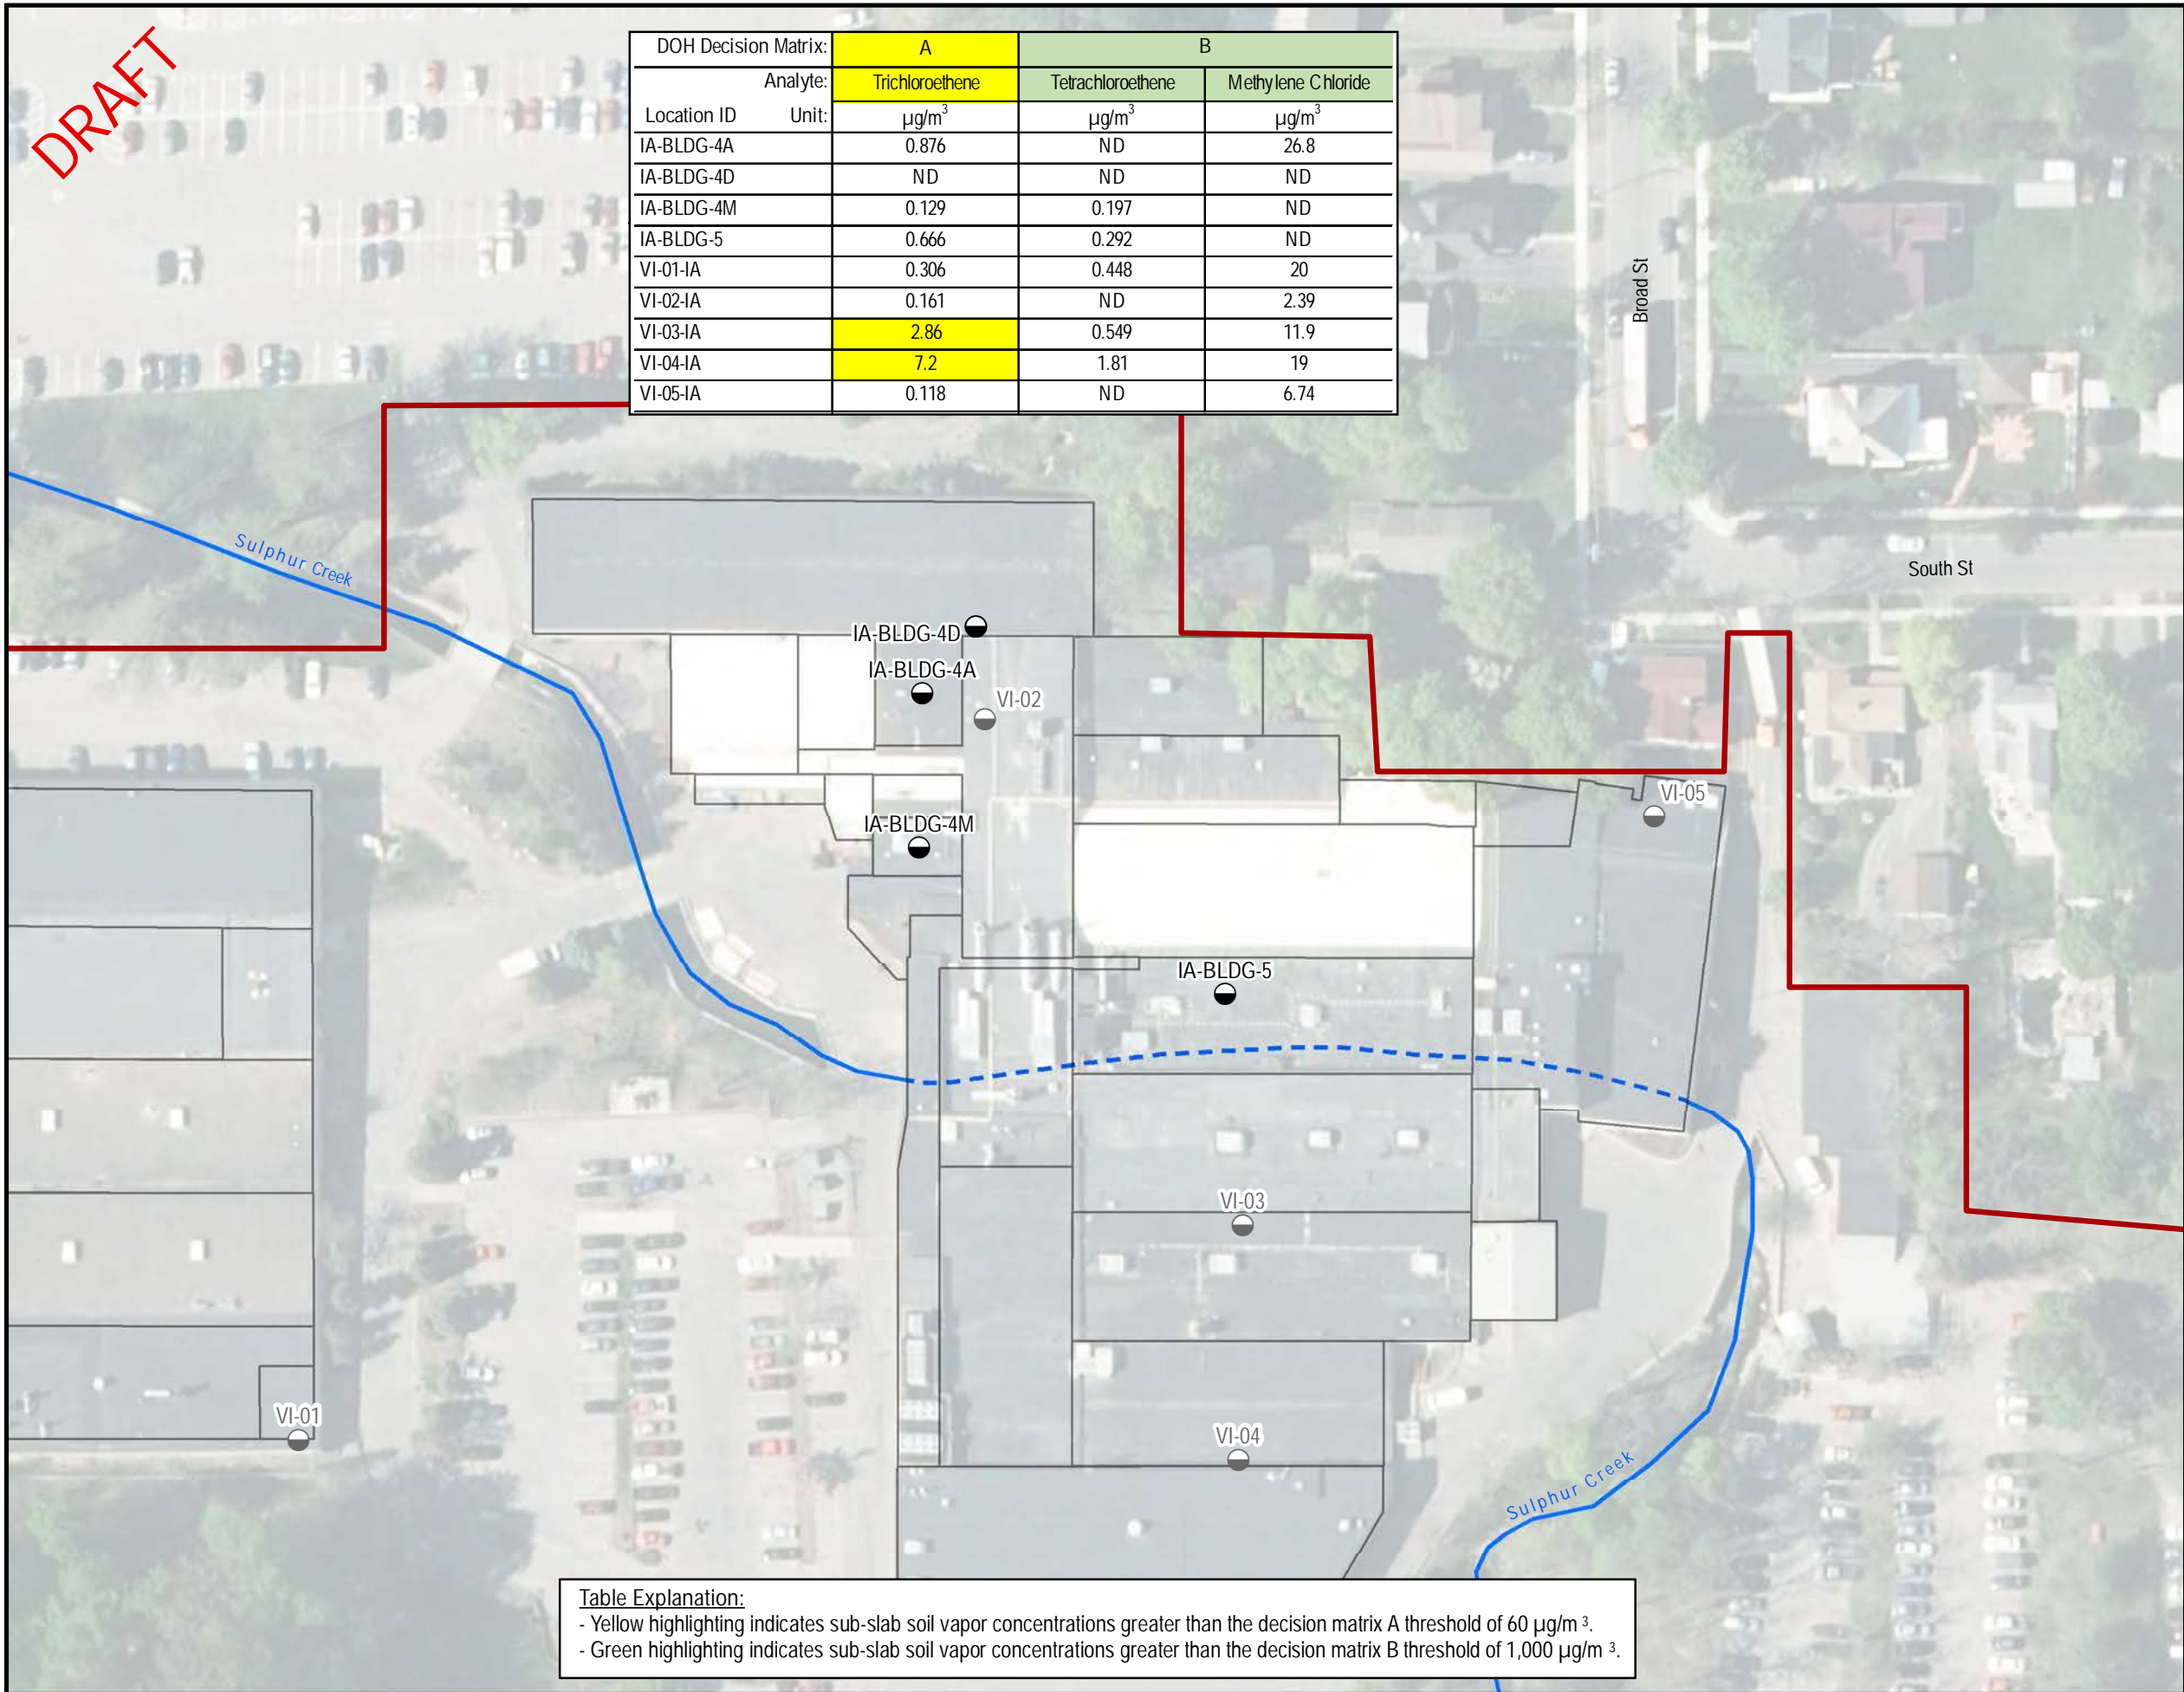 DRAFT
DOH Decision Matrix: A B
Analyte: Trichloroethene Tetrachloroethene Methylene Chloride
Location ID Unit: µg/m³ µg/m³ µg/m³
IA-BLDG-4A 0.876 ND 26.8
IA-BLDG-4D ND ND ND
IA-BLDG-4M 0.129 0.197 ND
IA-BLDG-5 0.666 0.292 ND
VI-01-IA 0.306 0.448 20
VI-02-IA 0.161 ND 2.39
VI-03-IA 2.86 0.549 11.9
VI-04-IA 7.2 1.81 19
VI-05-IA 0.118 ND 6.74
Broad St
Sulphur Creek
South St
IA-BLDG-4D
IA-BLDG-4A
VI-02
VI-05
IA-BLDG-4M
IA-BLDG-5
VI-03
VI-01
VI-04
Sulphur Creek
Table Explanation:
- Yellow highlighting indicates sub-slab soil vapor concentrations greater than the decision matrix A threshold of 60 µg/m ³.
- Green highlighting indicates sub-slab soil vapor concentrations greater than the decision matrix B threshold of 1,000 µg/m ³.